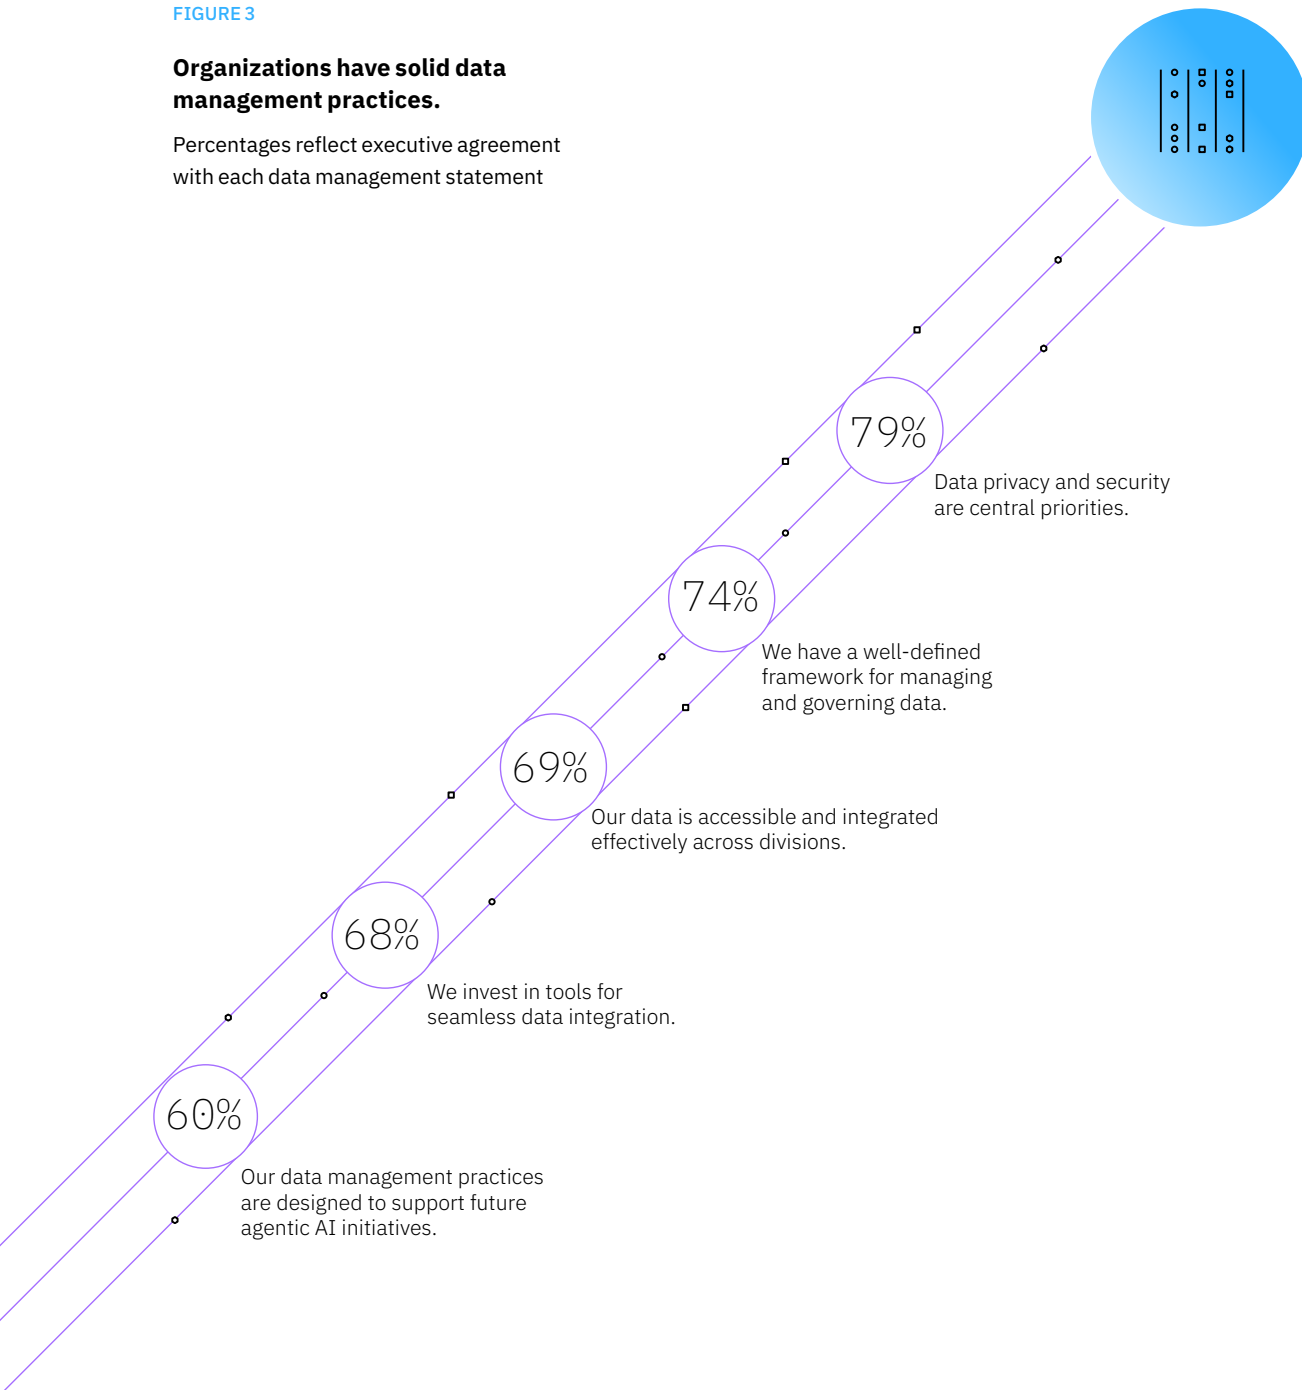 FIGURE 3
Organizations have solid data
management practices.
Percentages reflect executive agreement
with each data management statement
79%
Data privacy and security
are central priorities.
74%
We have a well-defined
framework for managing
and governing data.
69%
Our data is accessible and integrated
effectively across divisions.
68%
We invest in tools for
seamless data integration.
60%
Our data management practices
are designed to support future
agentic AI initiatives.